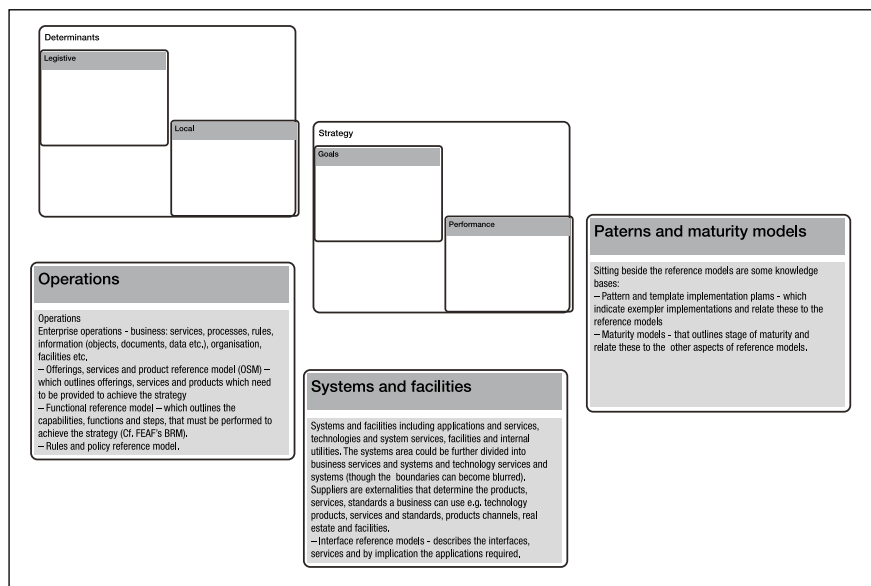 Determinants
Legistive
Local
Strategy
Goals
Performance
Operations
Operations
Enterprise operations - business: services, processes, rules,
information (objects, documents, data etc.), organisation,
facilities etc.
– Offerings, services and product reference model (OSM) –
which outlines offerings, services and products which need
to be provided to achieve the strategy
– Functional reference model – which outlines the
capabilities, functions and steps, that must be performed to
achieve the strategy (Cf. FEAF's BRM).
– Rules and policy reference model.
Systems and facilities
Systems and facilities including applications and services,
technologies and system services, facilities and internal
utilities. The systems area could be further divided into
business services and systems and technology services and
systems (though the boundaries can become blurred).
Suppliers are externalities that determine the products,
services, standards a business can use e.g. technology
products, services and standards, products channels, real
estate and facilities.
– Interface reference models - describes the interfaces,
services and by implication the applications required.
Paterns and maturity models
Sitting beside the reference models are some knowledge
bases:
– Pattern and template implementation plams - which
indicate exempler implementations and relate these to the
reference models
– Maturity models - that outlines stage of maturity and
relate these to the other aspects of reference models.